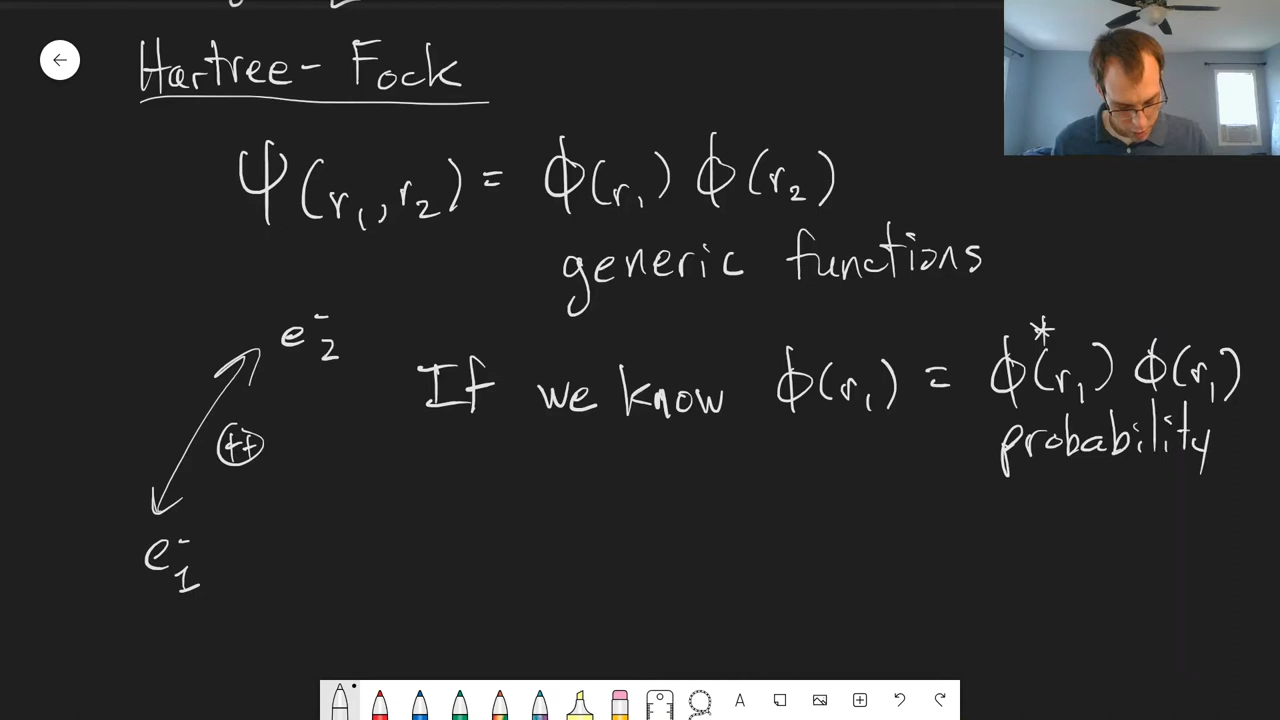 Hartree-Fock
Ψ(r₁,r₂) = ϕ(r₁) ϕ(r₂)
generic functions
e⁻₂
If we know ϕ(r₁) = ϕ*(r₁) ϕ(r₁)
probability
++
e⁻₁
A